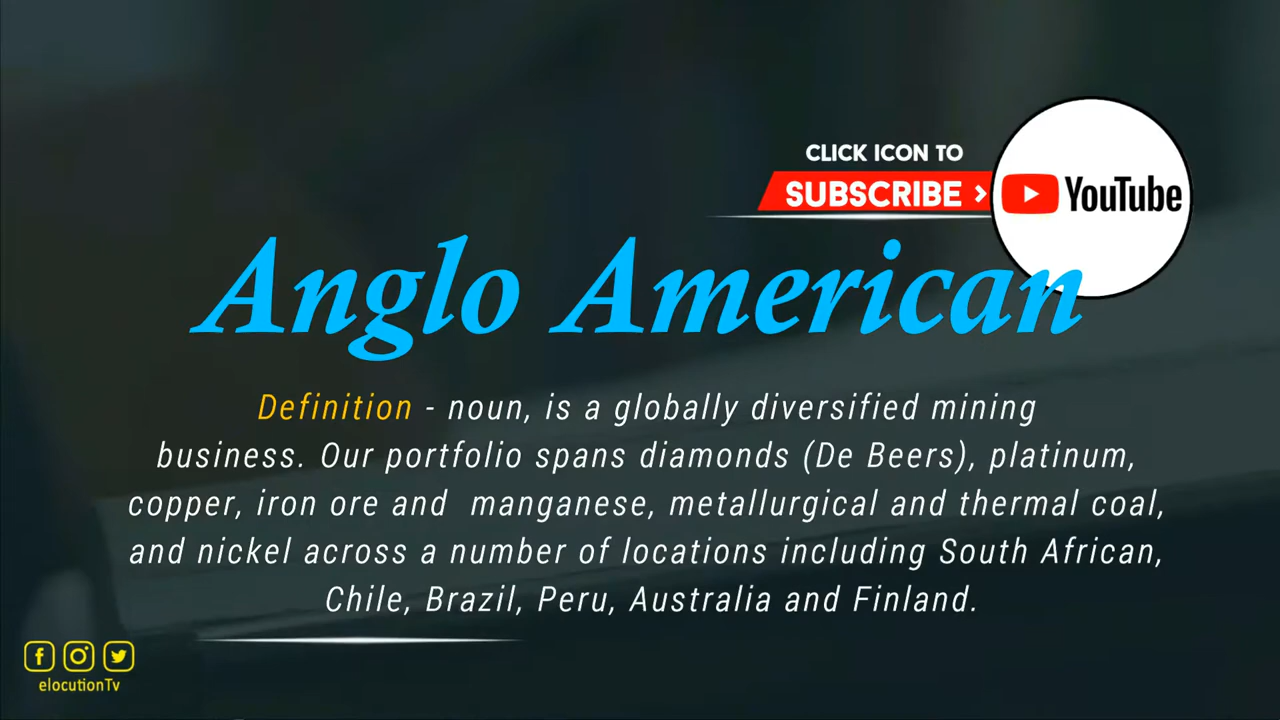 CLICK ICON TO
SUBSCRIBE >
YouTube
Anglo American
Definition - noun, is a globally diversified mining
business. Our portfolio spans diamonds (De Beers), platinum,
copper, iron ore and  manganese, metallurgical and thermal coal,
and nickel across a number of locations including South African,
Chile, Brazil, Peru, Australia and Finland.
elocutionTv